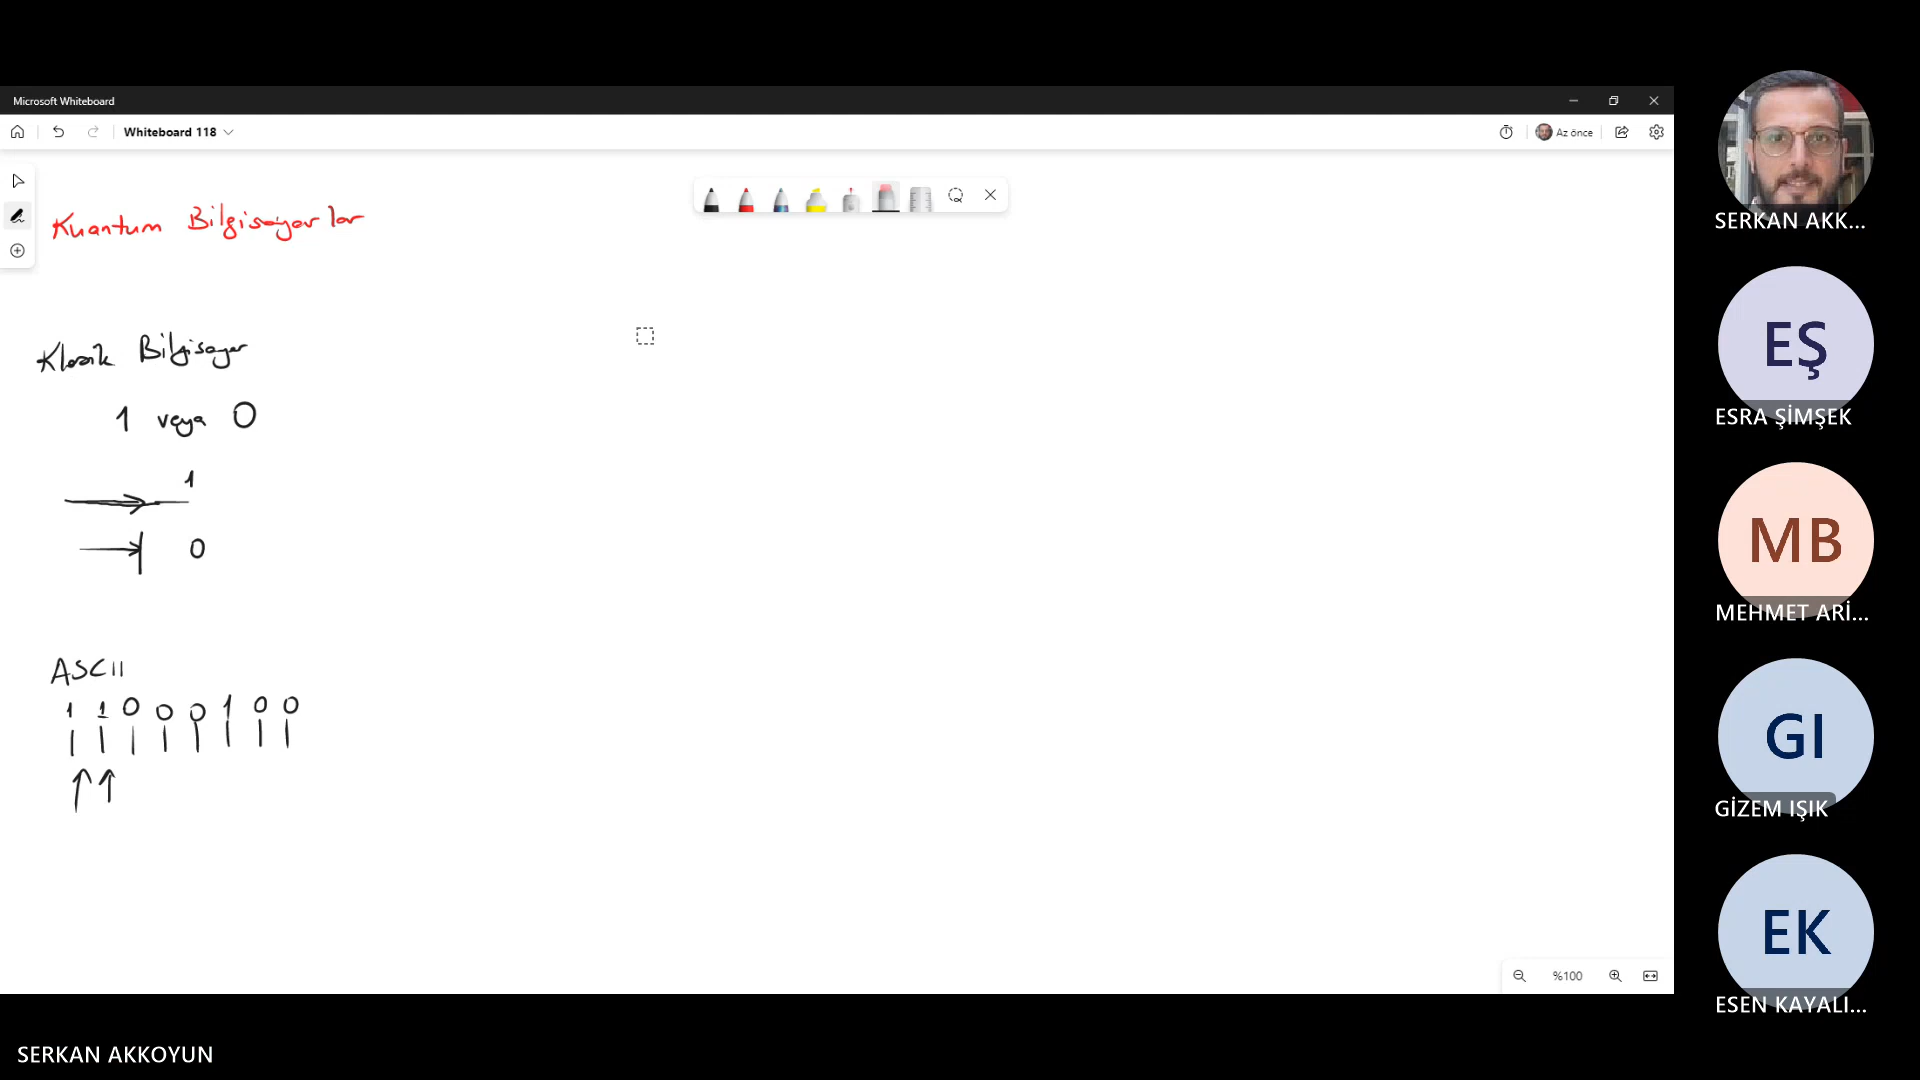 Microsoft Whiteboard
Whiteboard 118
Az önce
Kuantum Bilgisayarlar
Klasik Bilgisayar
1 veya 0
1
0
ASCII
1 1 0 0 0 1 0 0
%100
SERKAN AKK...
EŞ
ESRA ŞİMŞEK
MB
MEHMET ARİ...
GI
GİZEM IŞIK
EK
ESEN KAYALI...
SERKAN AKKOYUN